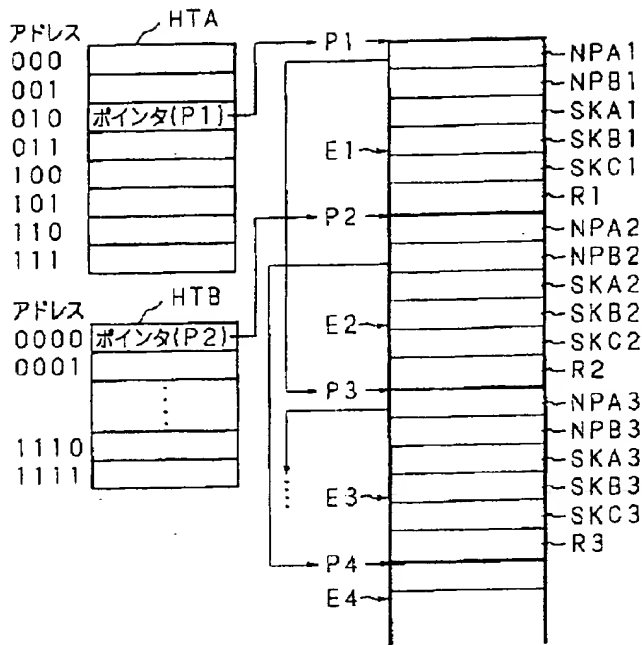 HTA
アドレス
000
001
010 ポインタ(P1)
011
100
101
110
111
HTB
アドレス
0000 ポインタ(P2)
0001
1110
1111
P1
NPA1
NPB1
SKA1
SKB1
E1
SKC1
R1
P2
NPA2
NPB2
SKA2
SKB2
E2
SKC2
R2
P3
NPA3
NPB3
SKA3
SKB3
E3
SKC3
R3
P4
E4